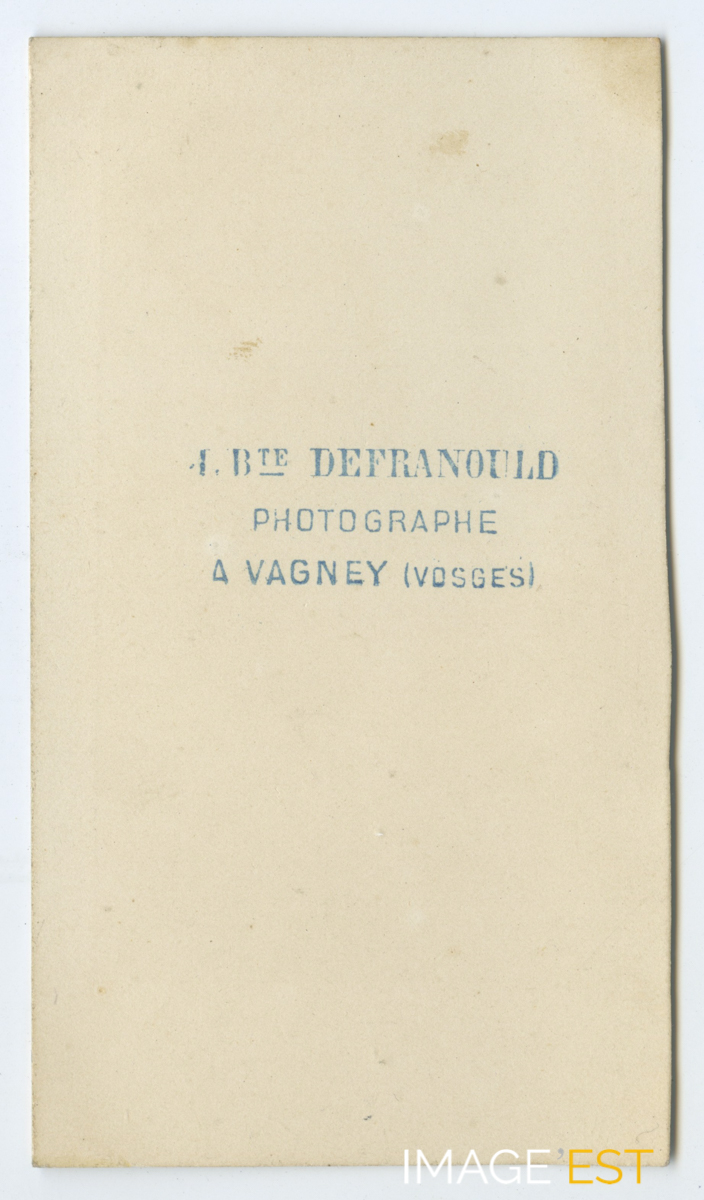 Bᵀᴱ DEFRANOULD
PHOTOGRAPHE
A VAGNEY (VOSGES)
IMAGE EST